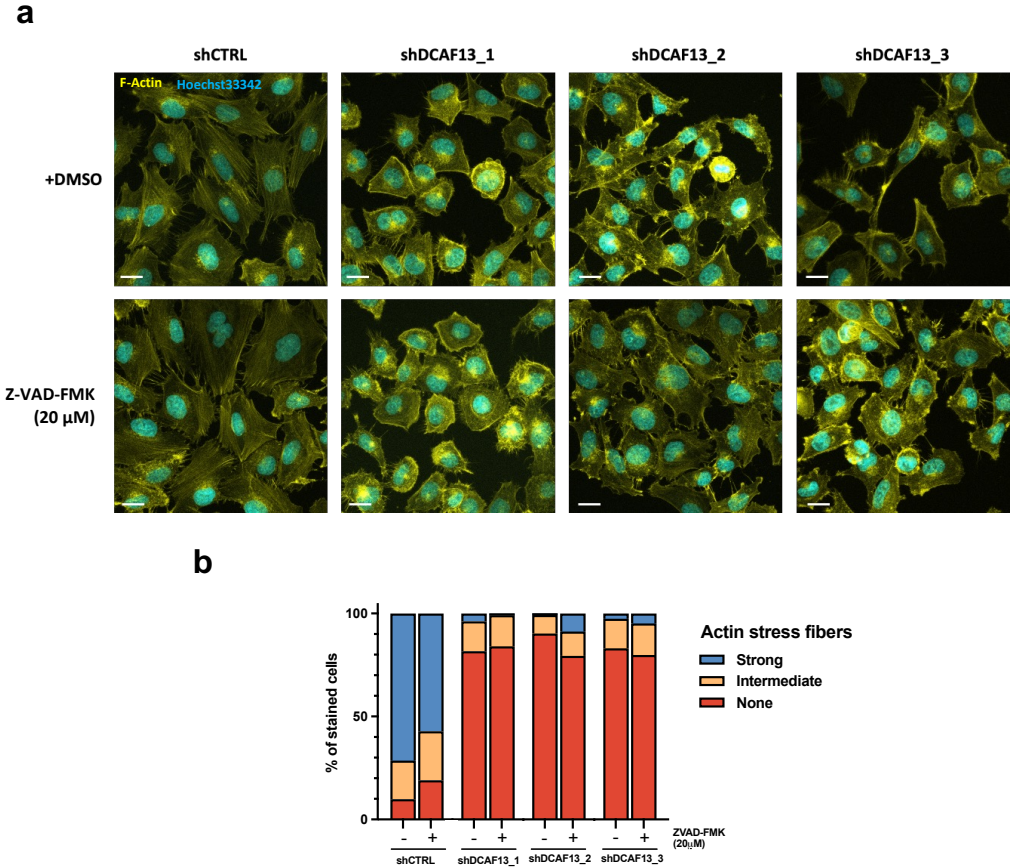 a
shCTRL shDCAF13_1 shDCAF13_2 shDCAF13_3
F-Actin Hoechst33342
+DMSO
Z-VAD-FMK
(20 µM)
b
100
50
0
% of stained cells
Actin stress fibers
Strong
Intermediate
None
- + - + - + - +
ZVAD-FMK
(20µM)
shCTRL shDCAF13_1 shDCAF13_2 shDCAF13_3